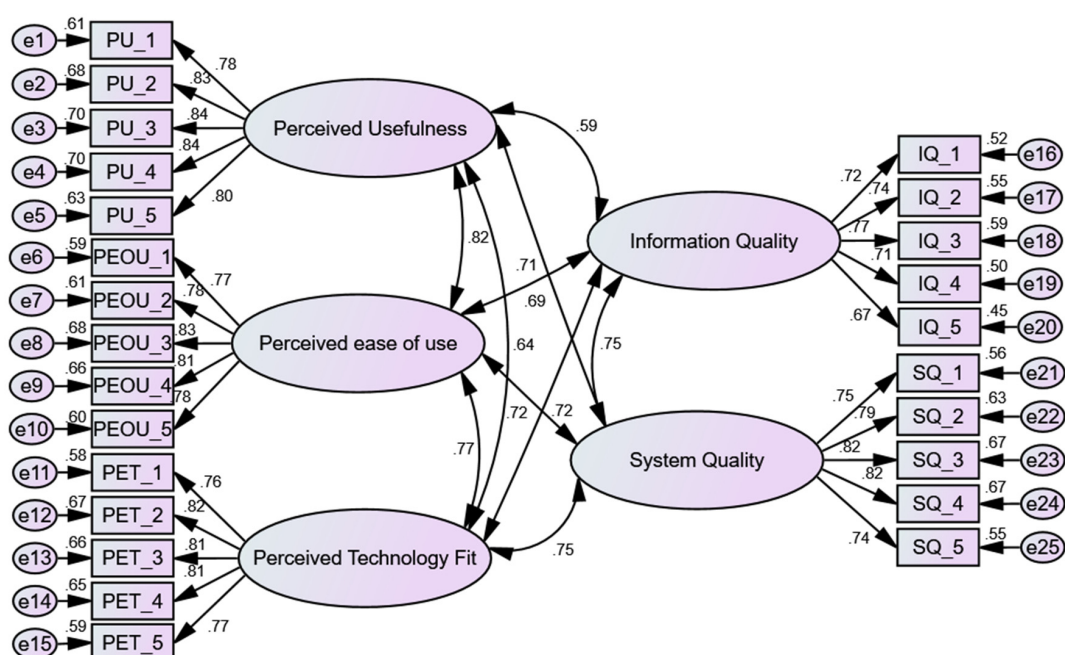 e1 .61 PU_1
e2 .68 PU_2
e3 .70 PU_3
e4 .70 PU_4
e5 .63 PU_5
e6 .59 PEOU_1
e7 .61 PEOU_2
e8 .68 PEOU_3
e9 .66 PEOU_4
e10 .60 PEOU_5
e11 .58 PET_1
e12 .67 PET_2
e13 .66 PET_3
e14 .65 PET_4
e15 .59 PET_5
.78
.83
.84
.84
.80
.77
.78
.83
.81
.78
.76
.82
.81
.81
.77
Perceived Usefulness
Perceived ease of use
Perceived Technology Fit
.59
.82
.71
.69
.64
.75
.72
.72
.77
.75
Information Quality
System Quality
.72
.74
.77
.71
.67
.75
.79
.82
.82
.74
IQ_1 .52 e16
IQ_2 .55 e17
IQ_3 .59 e18
IQ_4 .50 e19
IQ_5 .45 e20
SQ_1 .56 e21
SQ_2 .63 e22
SQ_3 .67 e23
SQ_4 .67 e24
SQ_5 .55 e25